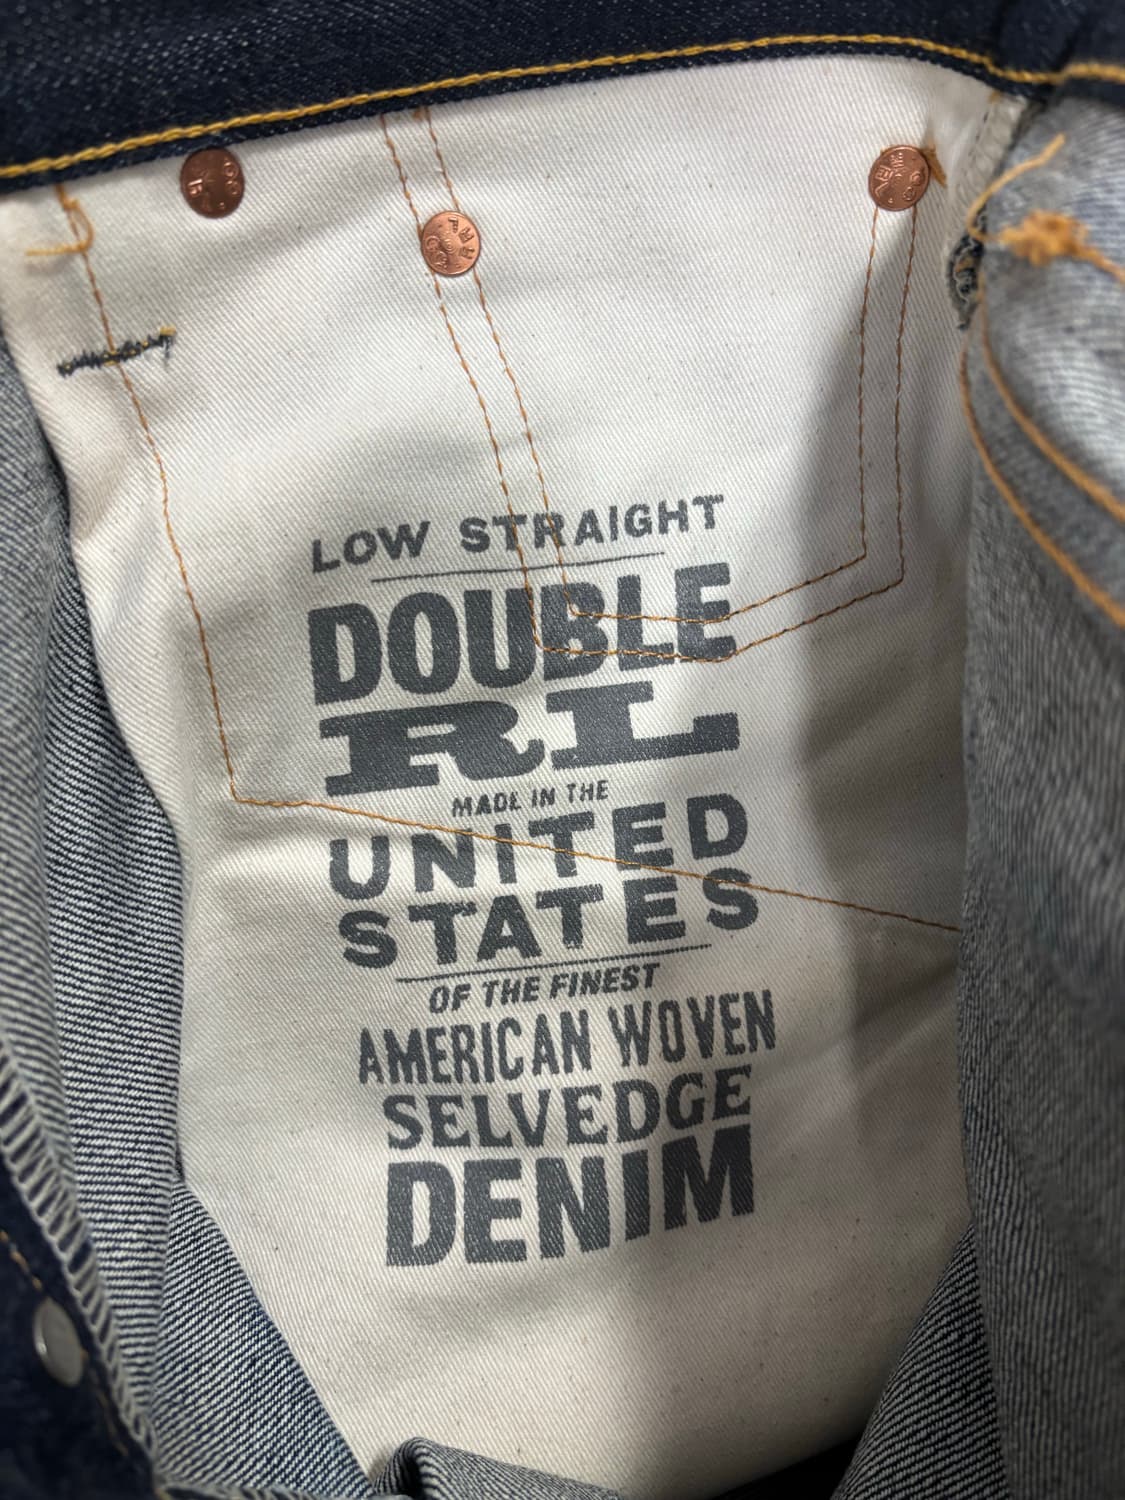 LOW STRAIGHT
DOUBLE
RL
MADE IN THE
UNITED
STATES
OF THE FINEST
AMERICAN WOVEN
SELVEDGE
DENIM